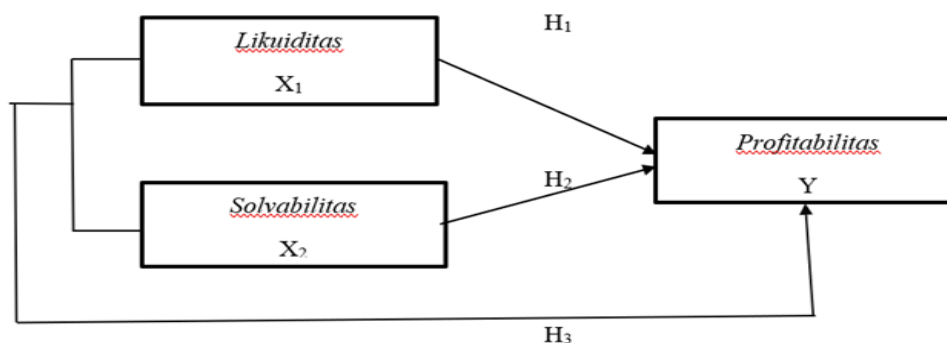 H₁
Likuiditas
X₁
Profitabilitas
Y
H₂
Solvabilitas
X₂
H₃